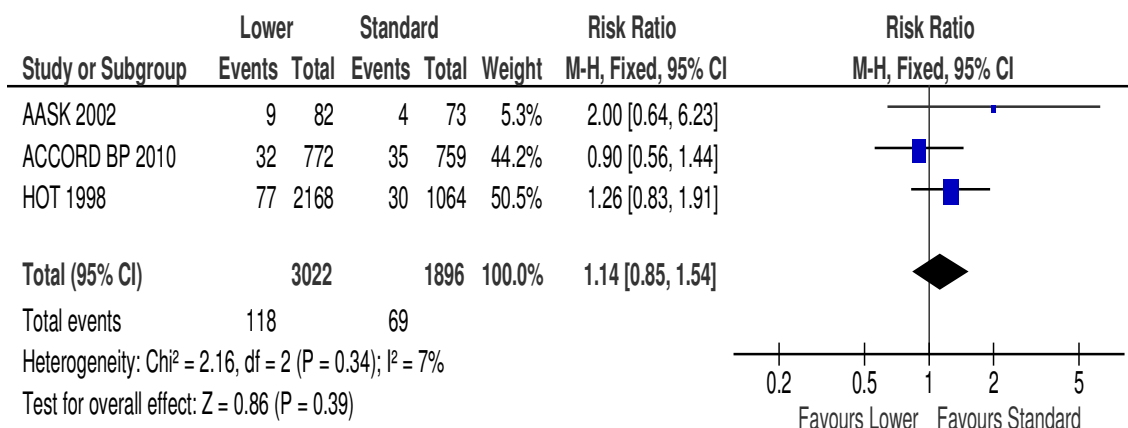 Lower Standard Risk Ratio Risk Ratio
Study or Subgroup Events Total Events Total Weight M-H, Fixed, 95% CI M-H, Fixed, 95% CI
AASK 2002 9 82 4 73 5.3% 2.00 [0.64, 6.23]
ACCORD BP 2010 32 772 35 759 44.2% 0.90 [0.56, 1.44]
HOT 1998 77 2168 30 1064 50.5% 1.26 [0.83, 1.91]
Total (95% CI) 3022 1896 100.0% 1.14 [0.85, 1.54]
Total events 118 69
Heterogeneity: Chi² = 2.16, df = 2 (P = 0.34); I² = 7%
Test for overall effect: Z = 0.86 (P = 0.39)
0.2 0.5 1 2 5
Favours Lower Favours Standard